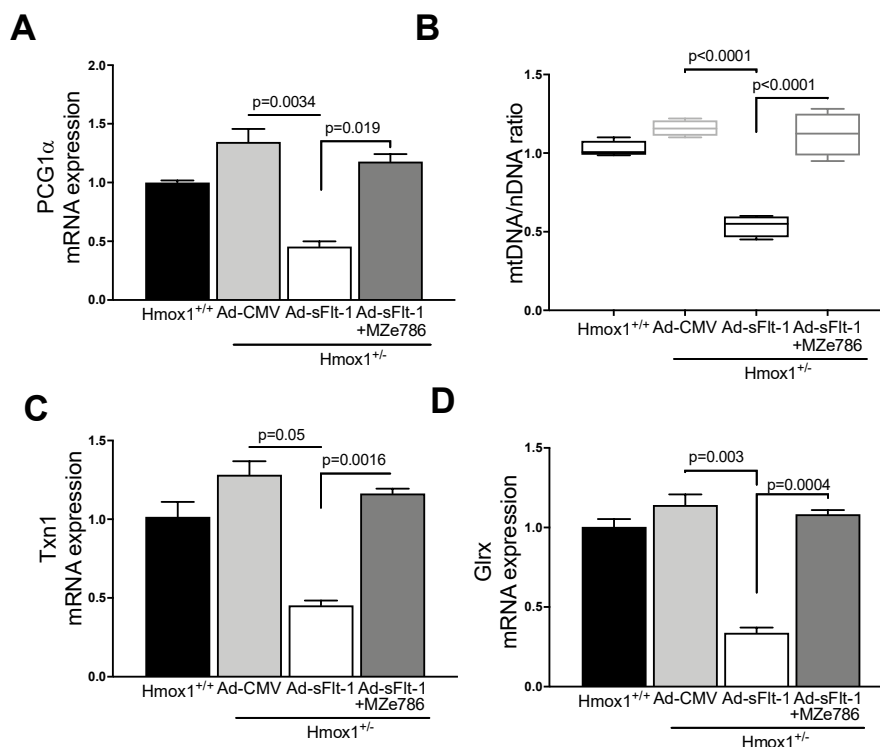 A
PCG1α
mRNA expression
2.0
1.5
1.0
0.5
0.0
p=0.0034
p=0.019
Hmox1+/+ Ad-CMV Ad-sFlt-1 Ad-sFlt-1
+MZe786
Hmox1+/-
B
mtDNA/nDNA ratio
1.5
1.0
0.5
0.0
p<0.0001
p<0.0001
Hmox1+/+ Ad-CMV Ad-sFlt-1 Ad-sFlt-1
+MZe786
Hmox1+/-
C
Txn1
mRNA expression
1.5
1.0
0.5
0.0
p=0.05
p=0.0016
Hmox1+/+ Ad-CMV Ad-sFlt-1 Ad-sFlt-1
+MZe786
Hmox1+/-
D
Glrx
mRNA expression
1.5
1.0
0.5
0.0
p=0.003
p=0.0004
Hmox1+/+ Ad-CMV Ad-sFlt-1 Ad-sFlt-1
+MZe786
Hmox1+/-